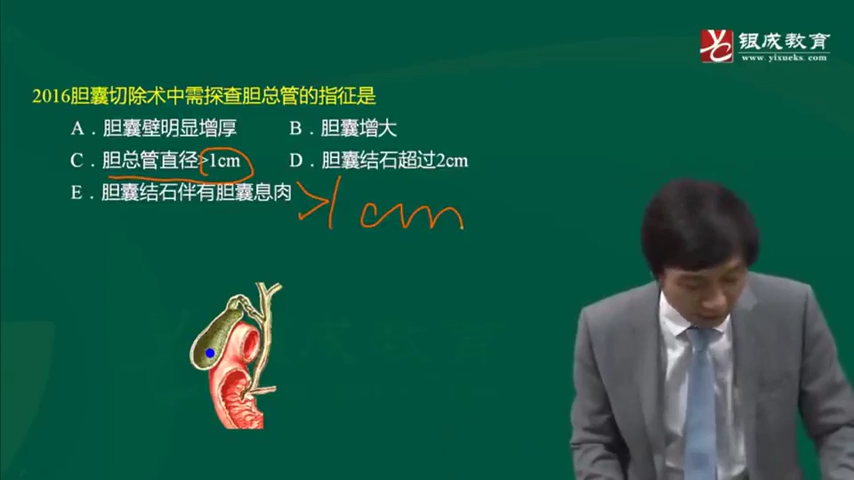 银成教育
www.yixueks.com
2016胆囊切除术中需探查胆总管的指征是
A．胆囊壁明显增厚 B．胆囊增大
C．胆总管直径>1cm D．胆囊结石超过2cm
E．胆囊结石伴有胆囊息肉
>1cm